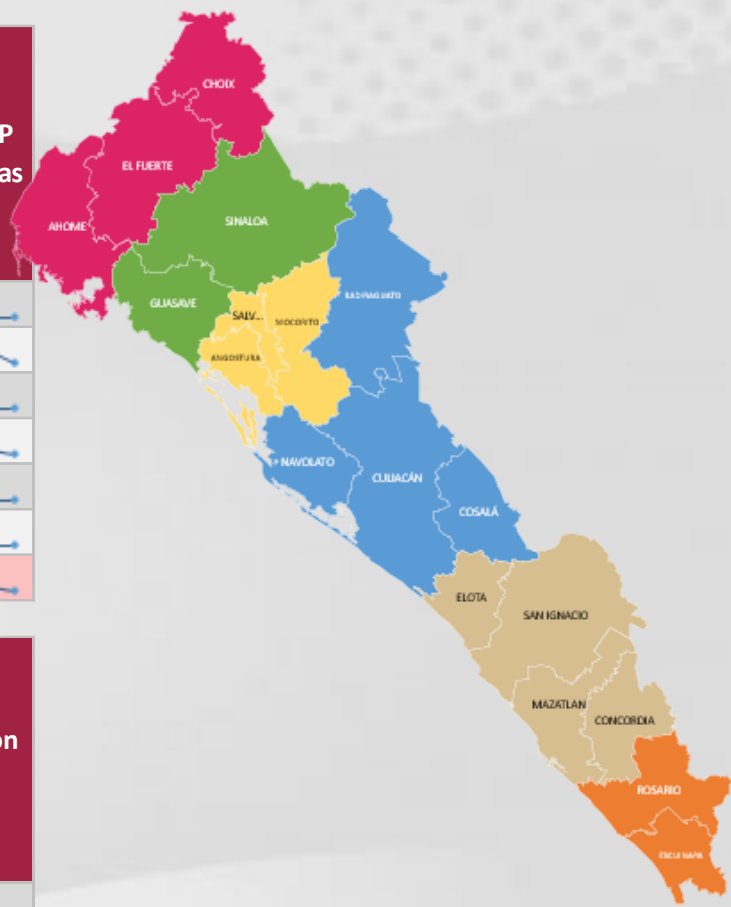 P
as
on
CHOIX
EL FUERTE
AHOME
SINALOA
GUASAVE
SALV...
MOCORITO
BADIRAGUATO
ANGOSTURA
NAVOLATO
CULIACÁN
COSALÁ
ELOTA
SAN IGNACIO
MAZATLAN
CONCORDIA
ROSARIO
ESCUINAPA